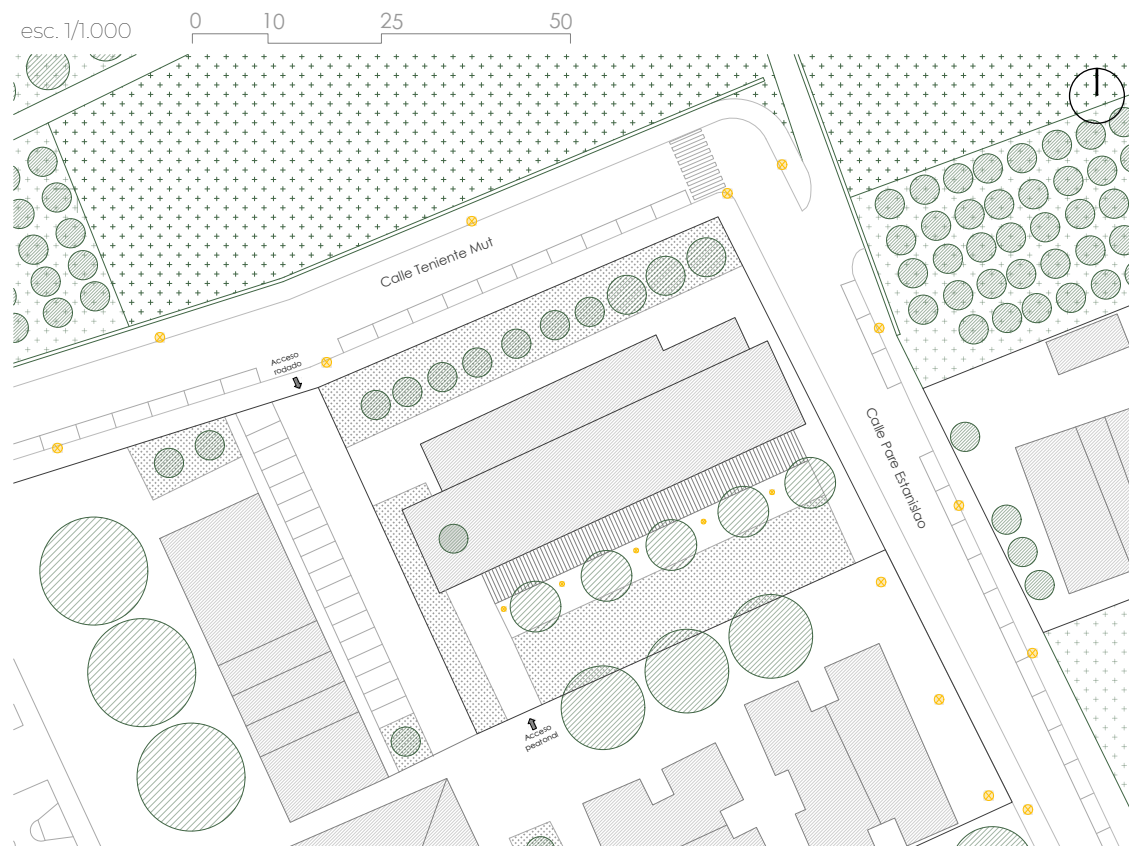 esc. 1/1.000
0 10 25 50
Calle Teniente Mut
Acceso
rodado
Calle Pare Estanislao
Acceso
peatonal